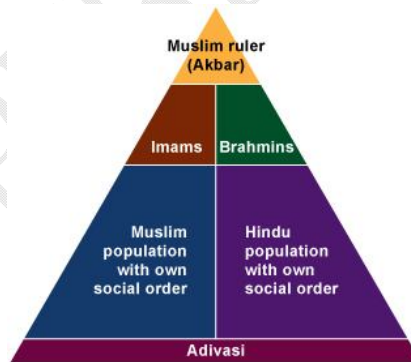 Muslim ruler
(Akbar)
Imams
Brahmins
Muslim
population
with own
social order
Hindu
population
with own
social order
Adivasi